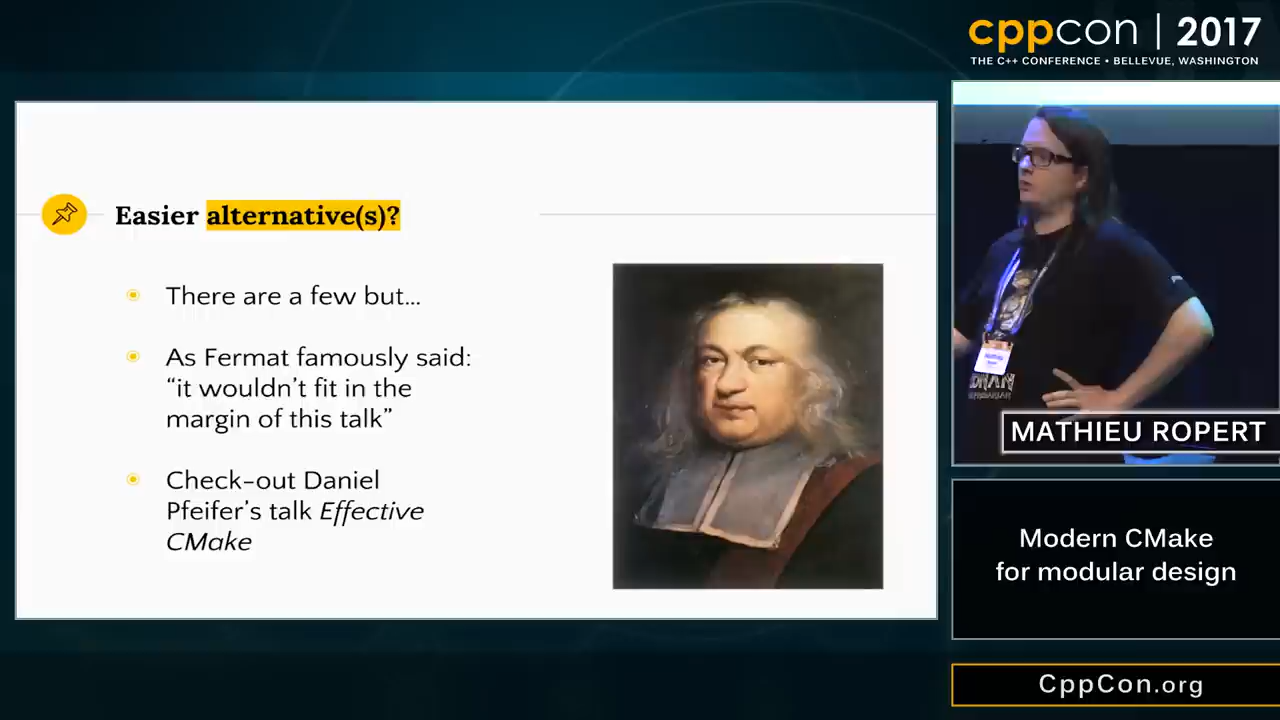 cppcon | 2017
THE C++ CONFERENCE • BELLEVUE, WASHINGTON
Easier alternative(s)?
There are a few but...
As Fermat famously said:
“it wouldn’t fit in the
margin of this talk”
Check-out Daniel
Pfeifer’s talk Effective
CMake
MATHIEU ROPERT
Modern CMake
for modular design
CppCon.org